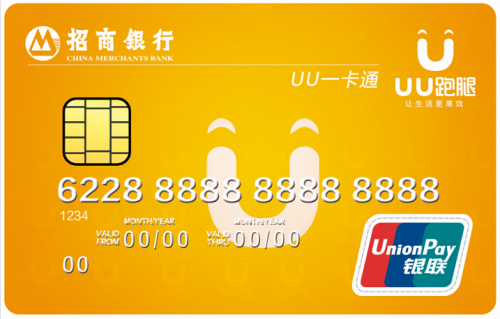 招商銀行
CHINA MERCHANTS BANK
UU一卡通
UU跑腿
让生活更高效
6228 8888 8888 8888
1234
MONTH/YEAR MONTH/YEAR
VALID FROM 00/00 VALID THRU 00/00
00
UnionPay
银联